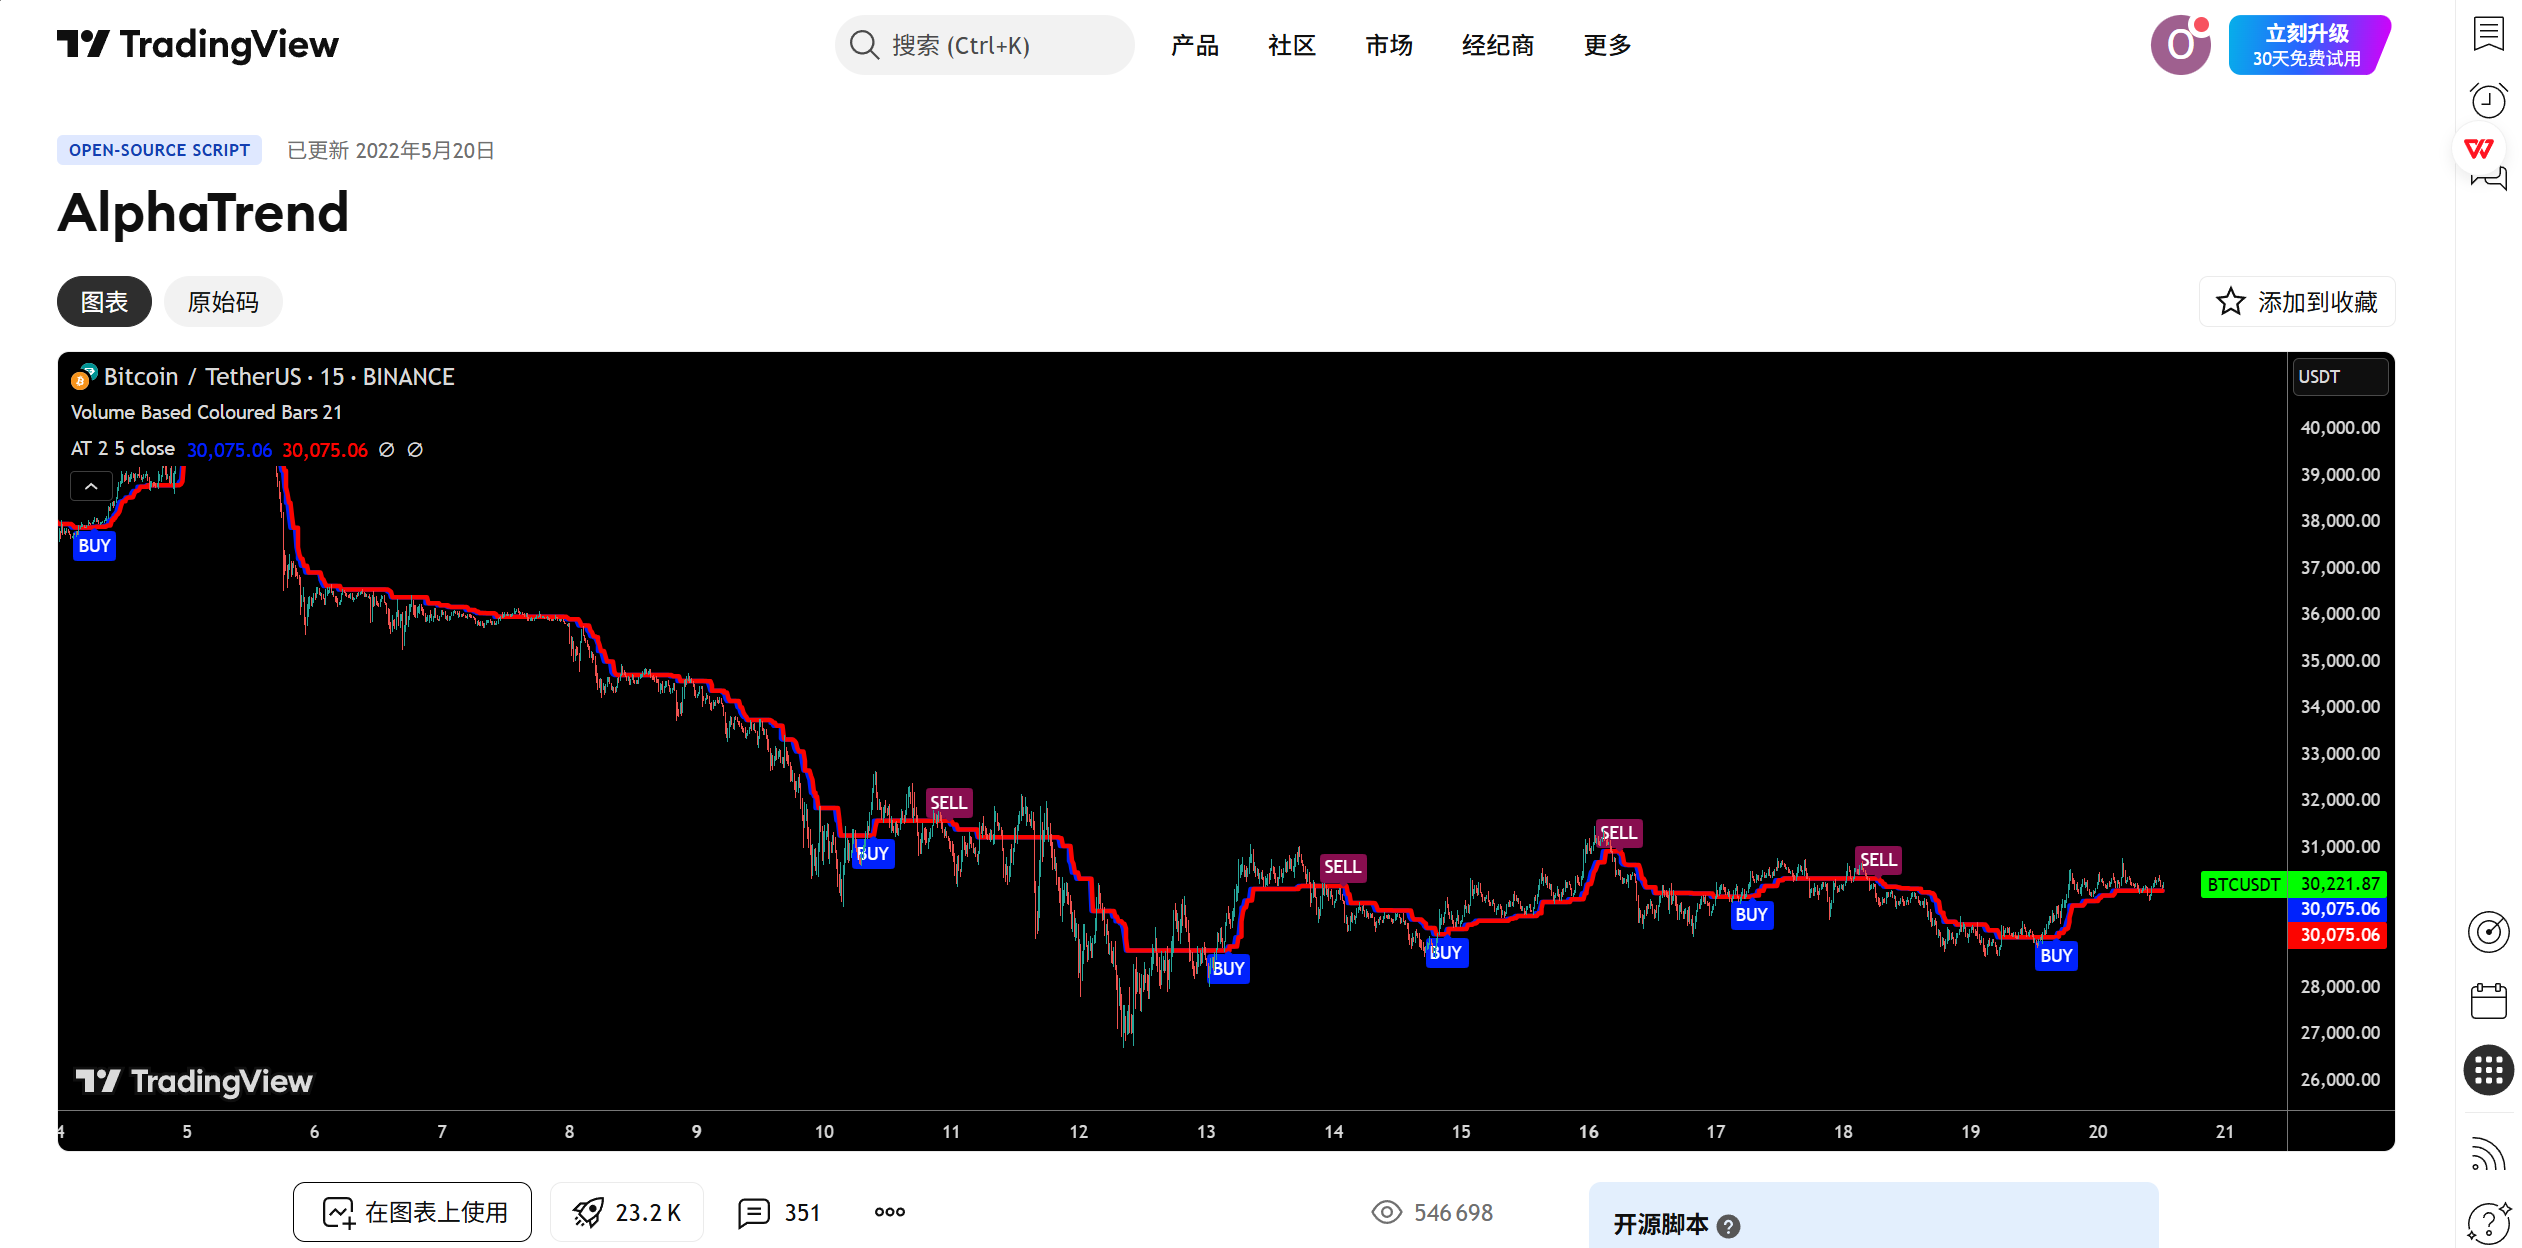 TradingView
搜索 (Ctrl+K)
产品 社区 市场 经纪商 更多
O
立刻升级
30天免费试用
OPEN-SOURCE SCRIPT 已更新 2022年5月20日
AlphaTrend
图表 原始码
添加到收藏
Bitcoin / TetherUS · 15 · BINANCE
USDT
Volume Based Coloured Bars 21
AT 2 5 close 30,075.06 30,075.06 ∅ ∅
40,000.00
39,000.00
38,000.00
BUY
37,000.00
36,000.00
35,000.00
34,000.00
33,000.00
32,000.00
SELL
SELL
31,000.00
BUY
SELL
SELL
BTCUSDT 30,221.87
30,075.06
BUY
30,075.06
BUY
BUY
BUY
28,000.00
27,000.00
TradingView
26,000.00
4 5 6 7 8 9 10 11 12 13 14 15 16 17 18 19 20 21
在图表上使用 23.2 K 351
546 698
开源脚本 ?